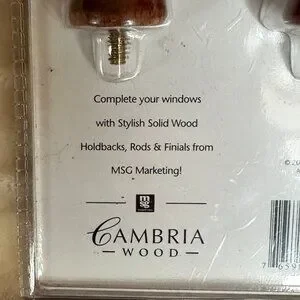 Complete your windows
with Stylish Solid Wood
Holdbacks, Rods & Finials from
MSG Marketing!
CAMBRIA
WOOD